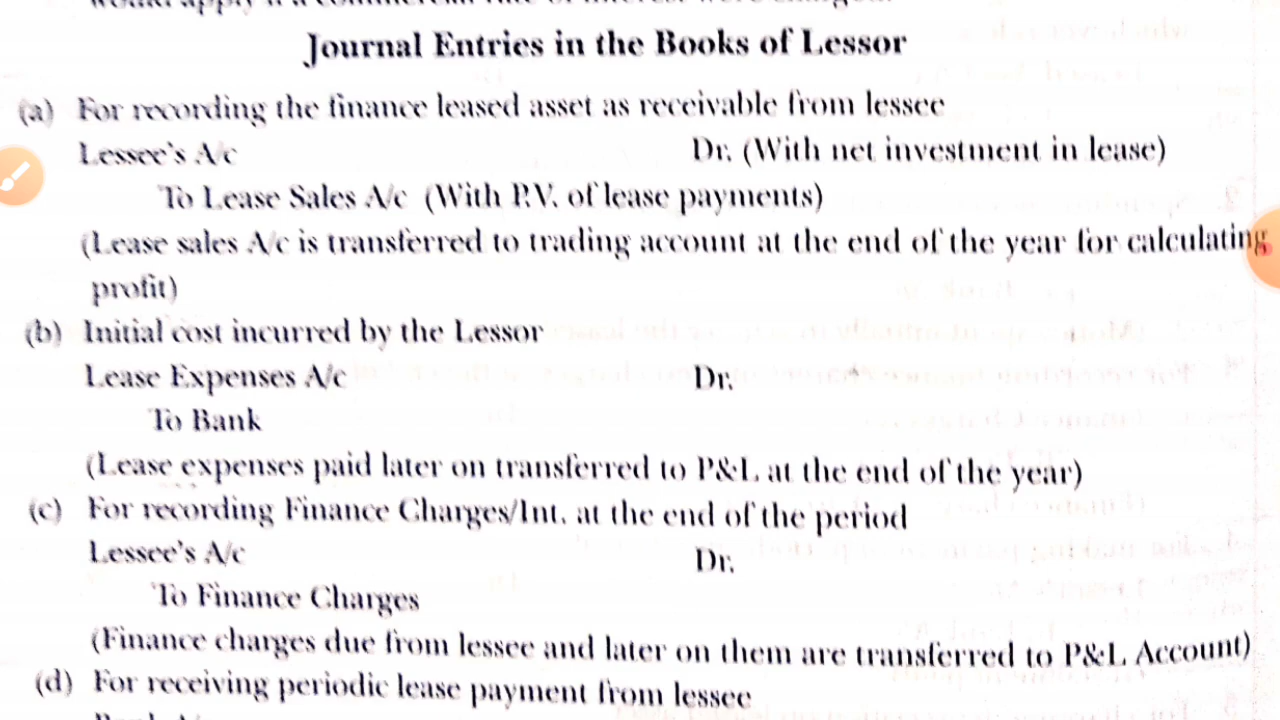 Journal Entries in the Books of Lessor
(a) For recording the finance leased asset as receivable from lessee
Lessee's A/c Dr. (With net investment in lease)
To Lease Sales A/c (With P.V. of lease payments)
(Lease sales A/c is transferred to trading account at the end of the year for calculating
profit)
(b) Initial cost incurred by the Lessor
Lease Expenses A/c Dr.
To Bank
(Lease expenses paid later on transferred to P&L at the end of the year)
(c) For recording Finance Charges/Int. at the end of the period
Lessee's A/c Dr.
To Finance Charges
(Finance charges due from lessee and later on them are transferred to P&L Account)
(d) For receiving periodic lease payment from lessee